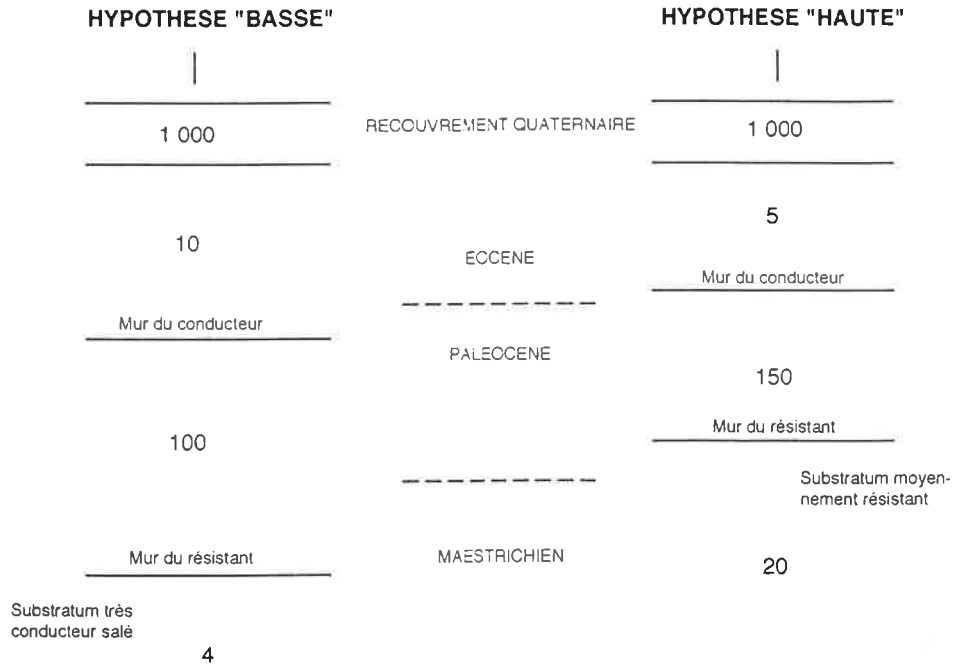 HYPOTHESE "BASSE"
HYPOTHESE "HAUTE"
1 000
RECOUVREMENT QUATERNAIRE
1 000
10
5
ECCENE
Mur du conducteur
Mur du conducteur
PALEOCENE
150
100
Mur du résistant
Substratum moyen-
nement résistant
Mur du résistant
MAESTRICHIEN
20
Substratum très
conducteur salé
4